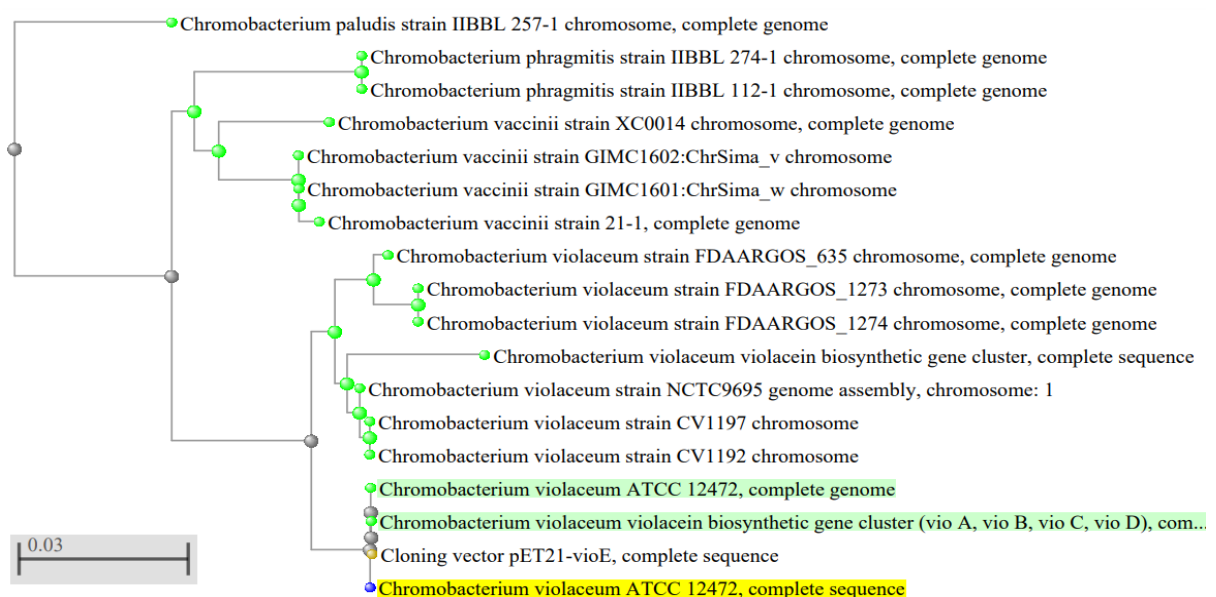 Chromobacterium paludis strain IIBBL 257-1 chromosome, complete genome
Chromobacterium phragmitis strain IIBBL 274-1 chromosome, complete genome
Chromobacterium phragmitis strain IIBBL 112-1 chromosome, complete genome
Chromobacterium vaccinii strain XC0014 chromosome, complete genome
Chromobacterium vaccinii strain GIMC1602:ChrSima_v chromosome
Chromobacterium vaccinii strain GIMC1601:ChrSima_w chromosome
Chromobacterium vaccinii strain 21-1, complete genome
Chromobacterium violaceum strain FDAARGOS_635 chromosome, complete genome
Chromobacterium violaceum strain FDAARGOS_1273 chromosome, complete genome
Chromobacterium violaceum strain FDAARGOS_1274 chromosome, complete genome
Chromobacterium violaceum violacein biosynthetic gene cluster, complete sequence
Chromobacterium violaceum strain NCTC9695 genome assembly, chromosome: 1
Chromobacterium violaceum strain CV1197 chromosome
Chromobacterium violaceum strain CV1192 chromosome
Chromobacterium violaceum ATCC 12472, complete genome
Chromobacterium violaceum violacein biosynthetic gene cluster (vio A, vio B, vio C, vio D), com...
Cloning vector pET21-vioE, complete sequence
Chromobacterium violaceum ATCC 12472, complete sequence
0.03